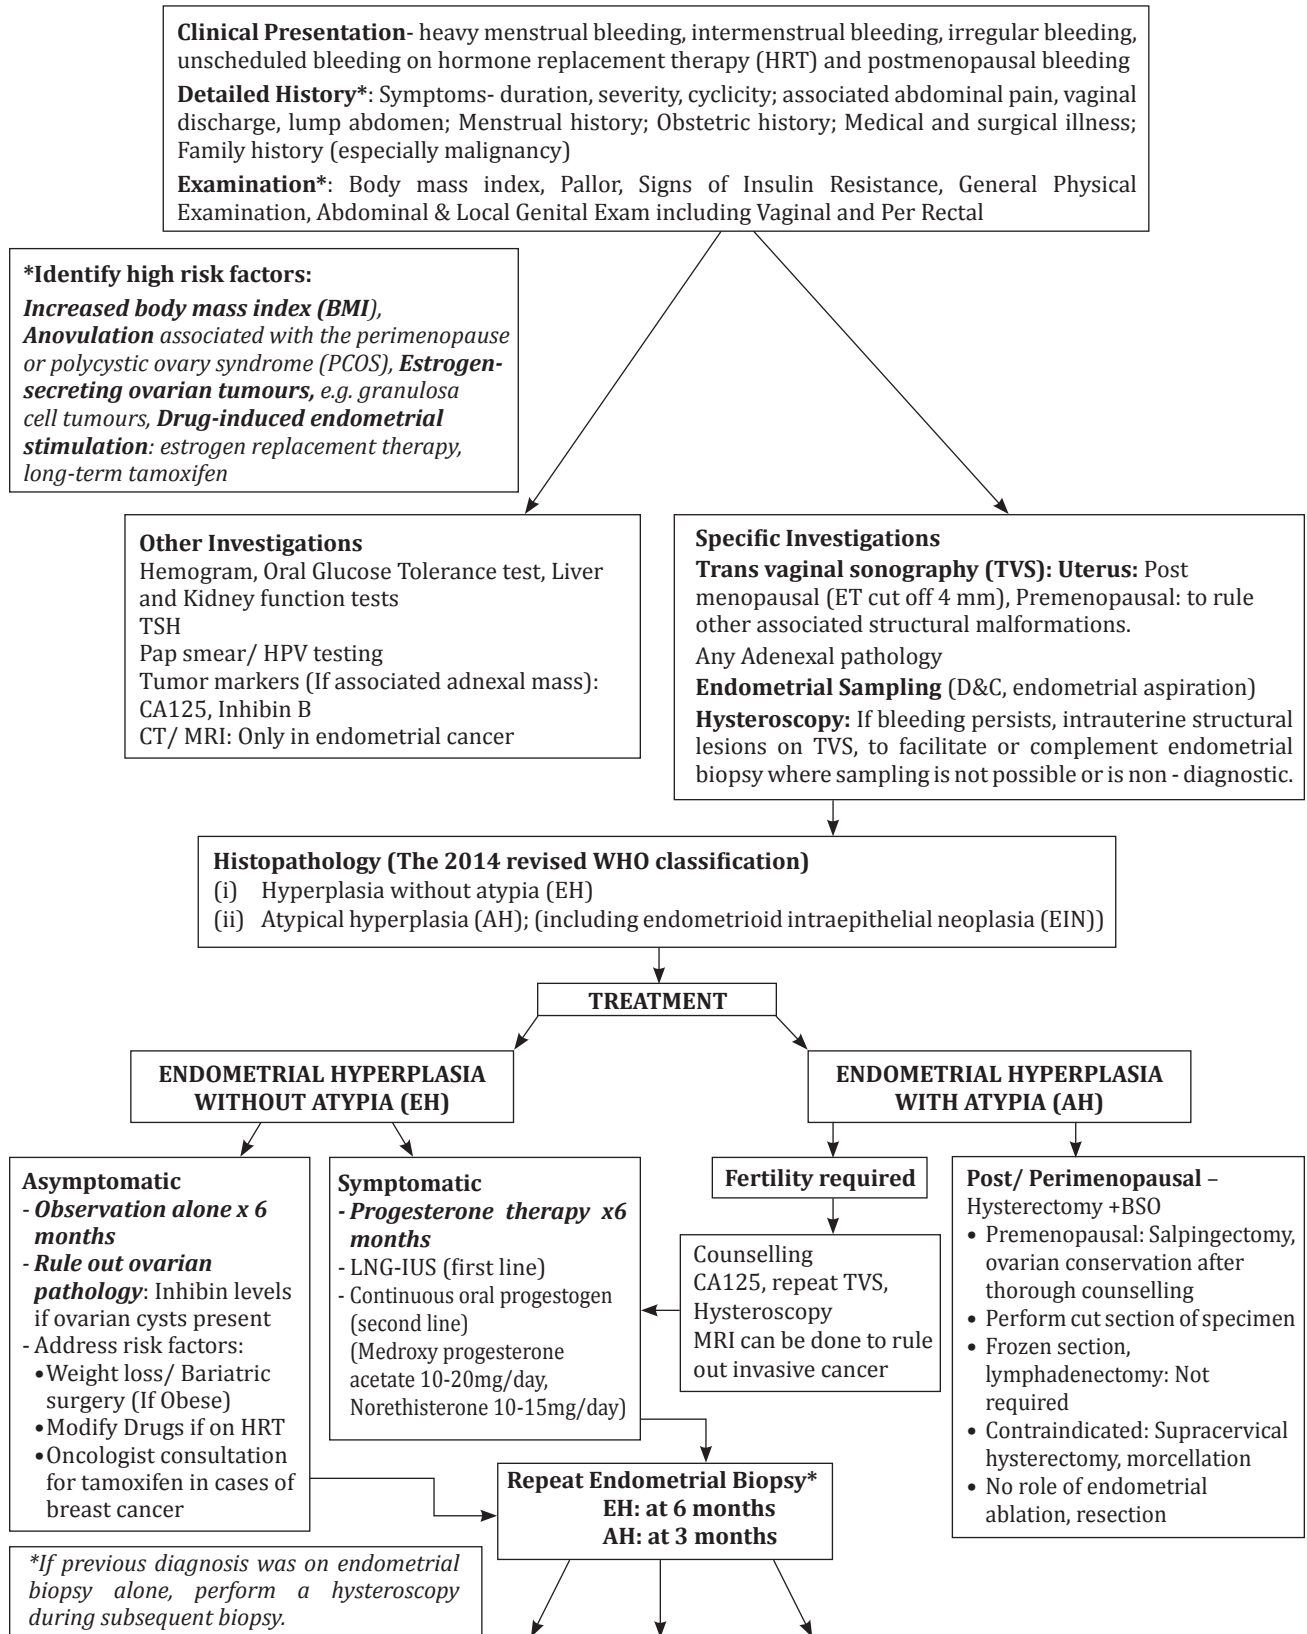 Clinical Presentation- heavy menstrual bleeding, intermenstrual bleeding, irregular bleeding,
unscheduled bleeding on hormone replacement therapy (HRT) and postmenopausal bleeding
Detailed History*: Symptoms- duration, severity, cyclicity; associated abdominal pain, vaginal
discharge, lump abdomen; Menstrual history; Obstetric history; Medical and surgical illness;
Family history (especially malignancy)
Examination*: Body mass index, Pallor, Signs of Insulin Resistance, General Physical
Examination, Abdominal & Local Genital Exam including Vaginal and Per Rectal
*Identify high risk factors:
Increased body mass index (BMI),
Anovulation associated with the perimenopause
or polycystic ovary syndrome (PCOS), Estrogen-
secreting ovarian tumours, e.g. granulosa
cell tumours, Drug-induced endometrial
stimulation: estrogen replacement therapy,
long-term tamoxifen
Other Investigations
Hemogram, Oral Glucose Tolerance test, Liver
and Kidney function tests
TSH
Pap smear/ HPV testing
Tumor markers (If associated adnexal mass):
CA125, Inhibin B
CT/ MRI: Only in endometrial cancer
Specific Investigations
Trans vaginal sonography (TVS): Uterus: Post
menopausal (ET cut off 4 mm), Premenopausal: to rule
other associated structural malformations.
Any Adenexal pathology
Endometrial Sampling (D&C, endometrial aspiration)
Hysteroscopy: If bleeding persists, intrauterine structural
lesions on TVS, to facilitate or complement endometrial
biopsy where sampling is not possible or is non - diagnostic.
Histopathology (The 2014 revised WHO classification)
(i) Hyperplasia without atypia (EH)
(ii) Atypical hyperplasia (AH); (including endometrioid intraepithelial neoplasia (EIN))
TREATMENT
ENDOMETRIAL HYPERPLASIA
WITHOUT ATYPIA (EH)
ENDOMETRIAL HYPERPLASIA
WITH ATYPIA (AH)
Asymptomatic
- Observation alone x 6
months
- Rule out ovarian
pathology: Inhibin levels
if ovarian cysts present
- Address risk factors:
• Weight loss/ Bariatric
surgery (If Obese)
• Modify Drugs if on HRT
• Oncologist consultation
for tamoxifen in cases of
breast cancer
Symptomatic
- Progesterone therapy x6
months
- LNG-IUS (first line)
- Continuous oral progestogen
(second line)
(Medroxy progesterone
acetate 10-20mg/day,
Norethisterone 10-15mg/day)
Fertility required
Counselling
CA125, repeat TVS,
Hysteroscopy
MRI can be done to rule
out invasive cancer
Post/ Perimenopausal –
Hysterectomy +BSO
• Premenopausal: Salpingectomy,
ovarian conservation after
thorough counselling
• Perform cut section of specimen
• Frozen section,
lymphadenectomy: Not
required
• Contraindicated: Supracervical
hysterectomy, morcellation
• No role of endometrial
ablation, resection
Repeat Endometrial Biopsy*
EH: at 6 months
AH: at 3 months
*If previous diagnosis was on endometrial
biopsy alone, perform a hysteroscopy
during subsequent biopsy.